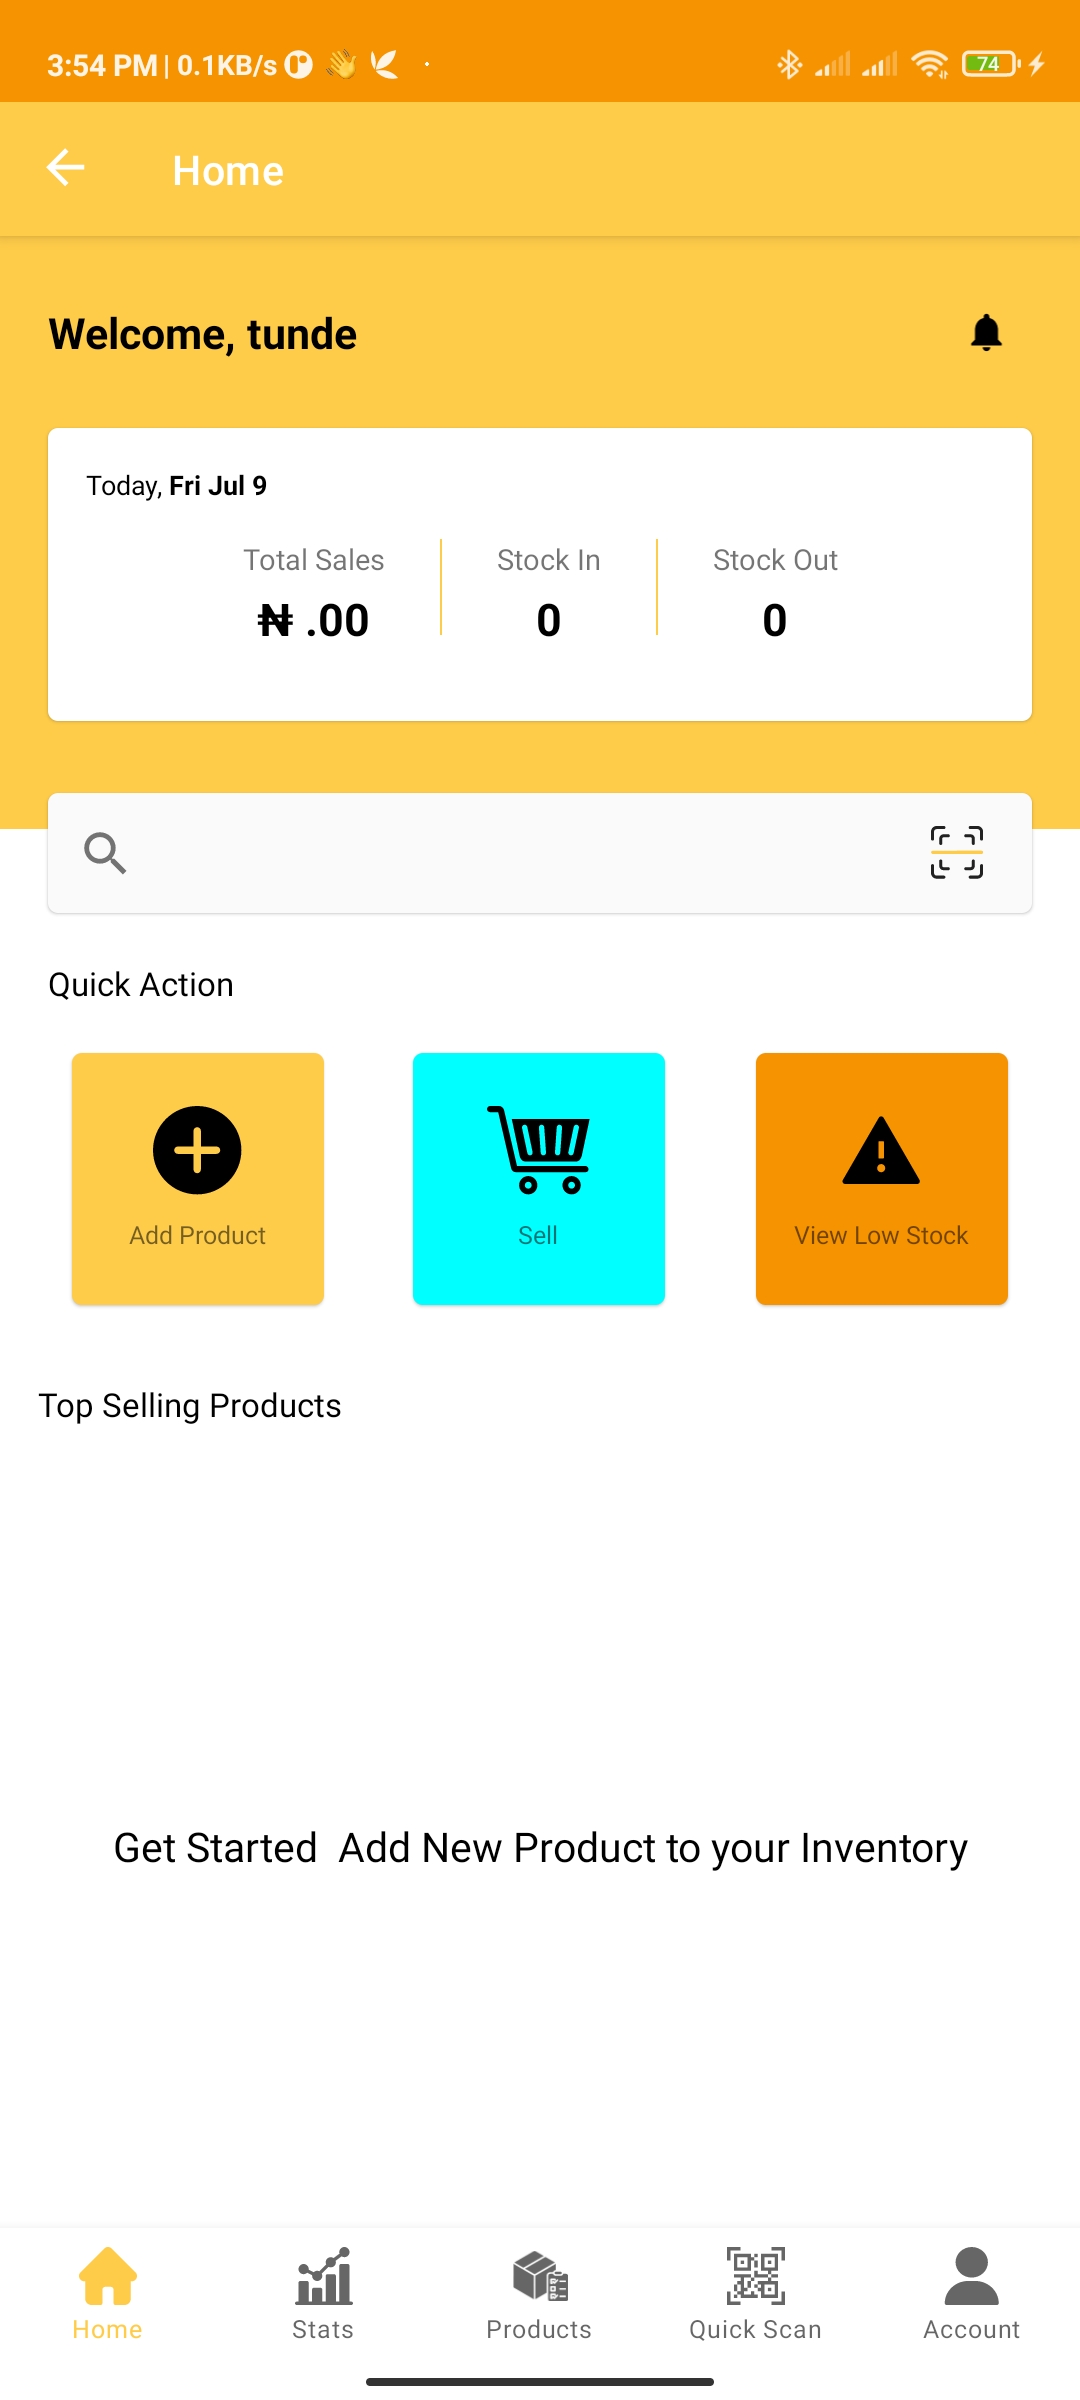 3:54 PM | 0.1KB/s 👋
74
Home
Welcome, tunde
Today, Fri Jul 9
Total Sales Stock In Stock Out
₦ .00 0 0
Quick Action
Add Product Sell View Low Stock
Top Selling Products
Get Started  Add New Product to your Inventory
Home Stats Products Quick Scan Account